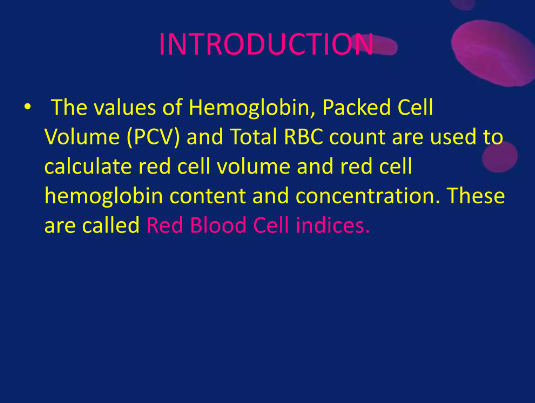 INTRODUCTION
• The values of Hemoglobin, Packed Cell
Volume (PCV) and Total RBC count are used to
calculate red cell volume and red cell
hemoglobin content and concentration. These
are called Red Blood Cell indices.